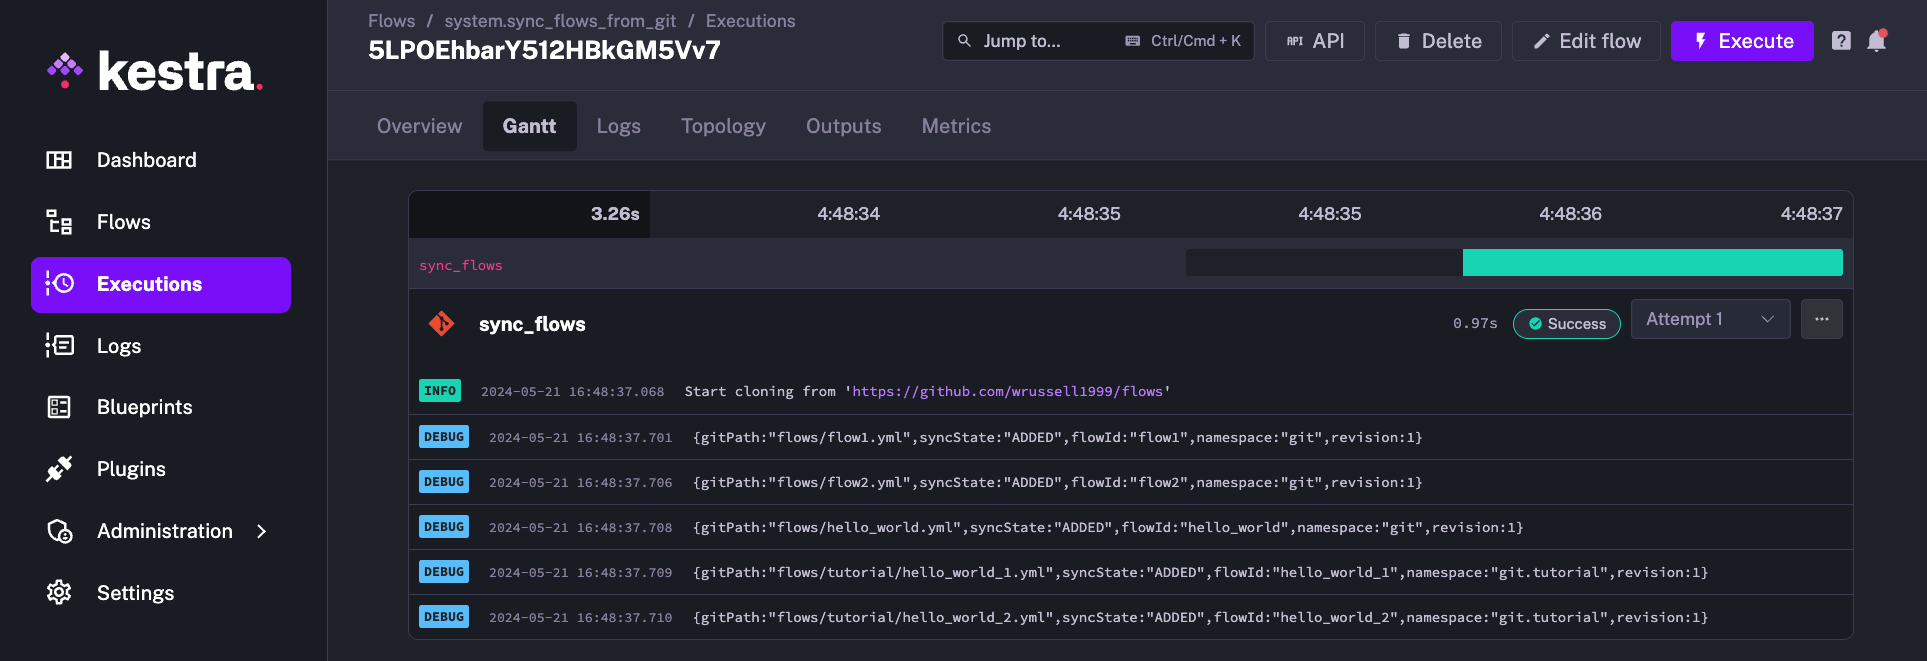 kestra.
Dashboard
Flows
Executions
Logs
Blueprints
Plugins
Administration
Settings
Flows / system.sync_flows_from_git / Executions
5LPOEhbarY512HBkGM5Vv7
Jump to... Ctrl/Cmd + K
API API
Delete
Edit flow
Execute
?
Overview Gantt Logs Topology Outputs Metrics
3.26s 4:48:34 4:48:35 4:48:35 4:48:36 4:48:37
sync_flows
sync_flows 0.97s Success Attempt 1 ...
INFO 2024-05-21 16:48:37.068 Start cloning from 'https://github.com/wrussell1999/flows'
DEBUG 2024-05-21 16:48:37.701 {gitPath:"flows/flow1.yml",syncState:"ADDED",flowId:"flow1",namespace:"git",revision:1}
DEBUG 2024-05-21 16:48:37.706 {gitPath:"flows/flow2.yml",syncState:"ADDED",flowId:"flow2",namespace:"git",revision:1}
DEBUG 2024-05-21 16:48:37.708 {gitPath:"flows/hello_world.yml",syncState:"ADDED",flowId:"hello_world",namespace:"git",revision:1}
DEBUG 2024-05-21 16:48:37.709 {gitPath:"flows/tutorial/hello_world_1.yml",syncState:"ADDED",flowId:"hello_world_1",namespace:"git.tutorial",revision:1}
DEBUG 2024-05-21 16:48:37.710 {gitPath:"flows/tutorial/hello_world_2.yml",syncState:"ADDED",flowId:"hello_world_2",namespace:"git.tutorial",revision:1}